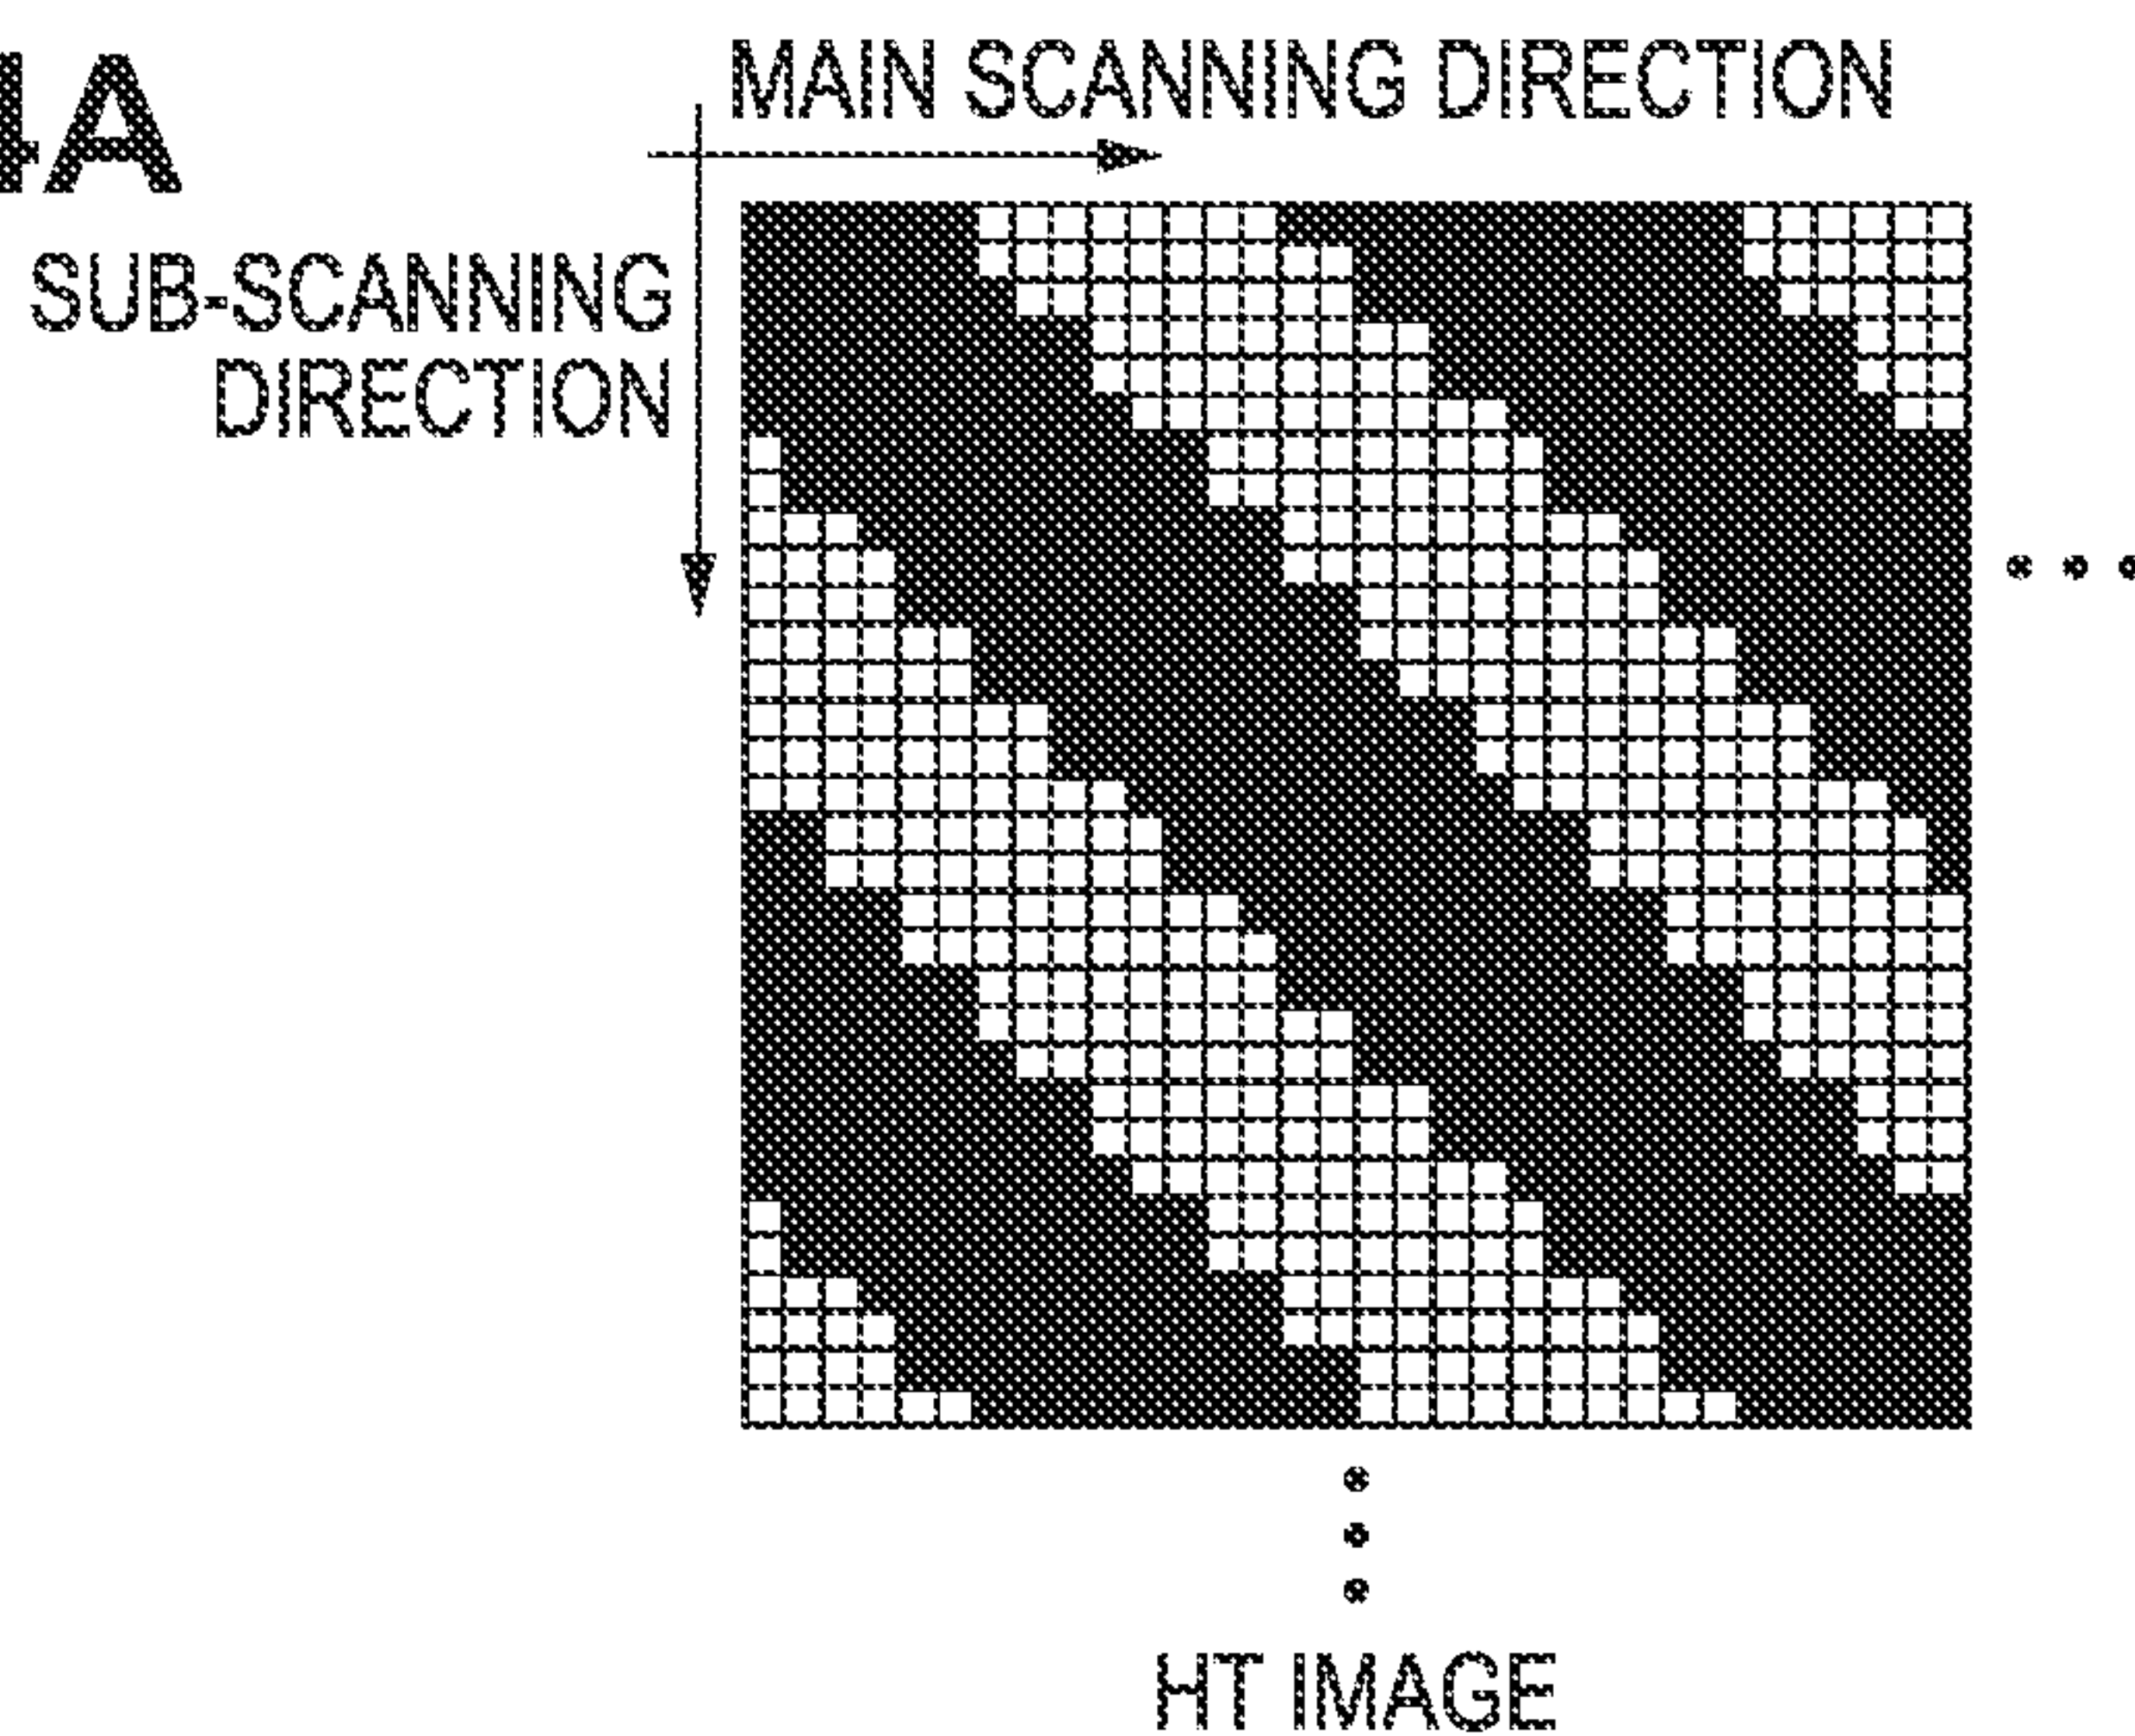 4A
MAIN SCANNING DIRECTION
SUB-SCANNING
DIRECTION
HT IMAGE